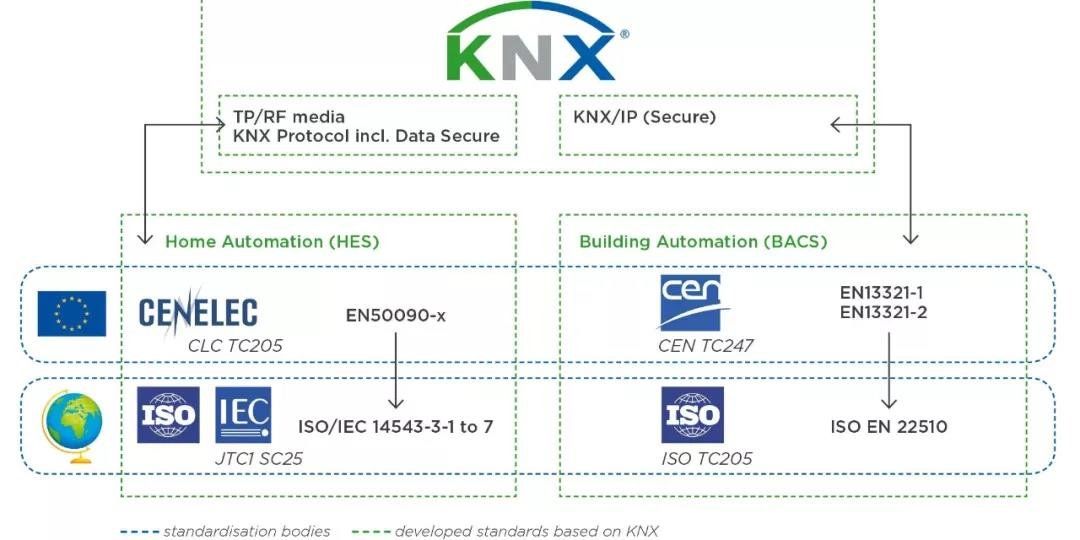 KNX®
TP/RF media
KNX Protocol incl. Data Secure
KNX/IP (Secure)
Home Automation (HES)
Building Automation (BACS)
CENELEC
CLC TC205
EN50090-x
cen
CEN TC247
EN13321-1
EN13321-2
ISO
IEC
JTC1 SC25
ISO/IEC 14543-3-1 to 7
ISO
ISO TC205
ISO EN 22510
standardisation bodies
developed standards based on KNX